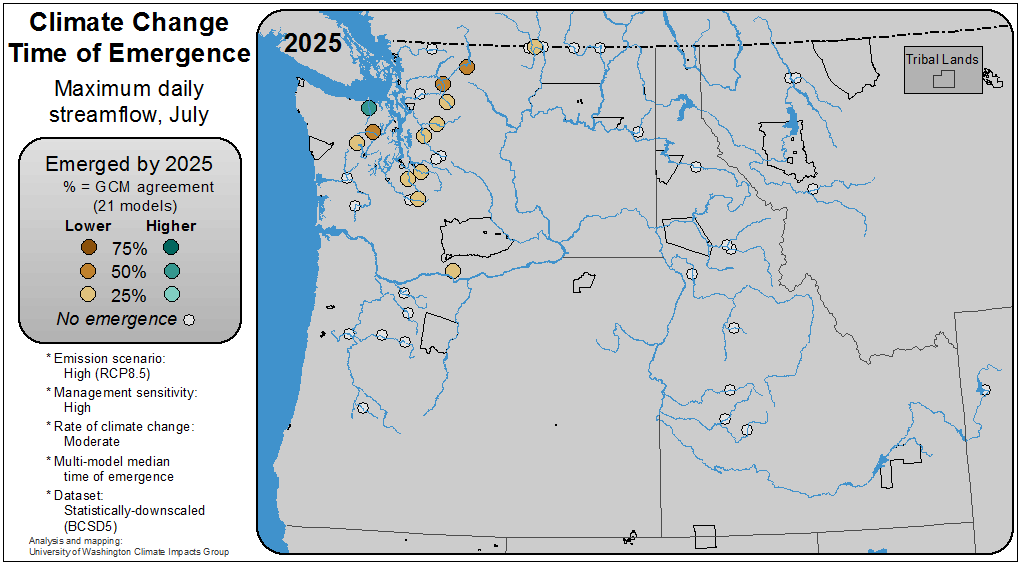 Climate Change
Time of Emergence
Maximum daily
streamflow, July
Emerged by 2025
% = GCM agreement
(21 models)
Lower Higher
75%
50%
25%
No emergence
* Emission scenario:
High (RCP8.5)
* Management sensitivity:
High
* Rate of climate change:
Moderate
* Multi-model median
time of emergence
* Dataset:
Statistically-downscaled
(BCSD5)
Analysis and mapping:
University of Washington Climate Impacts Group
2025
Tribal Lands